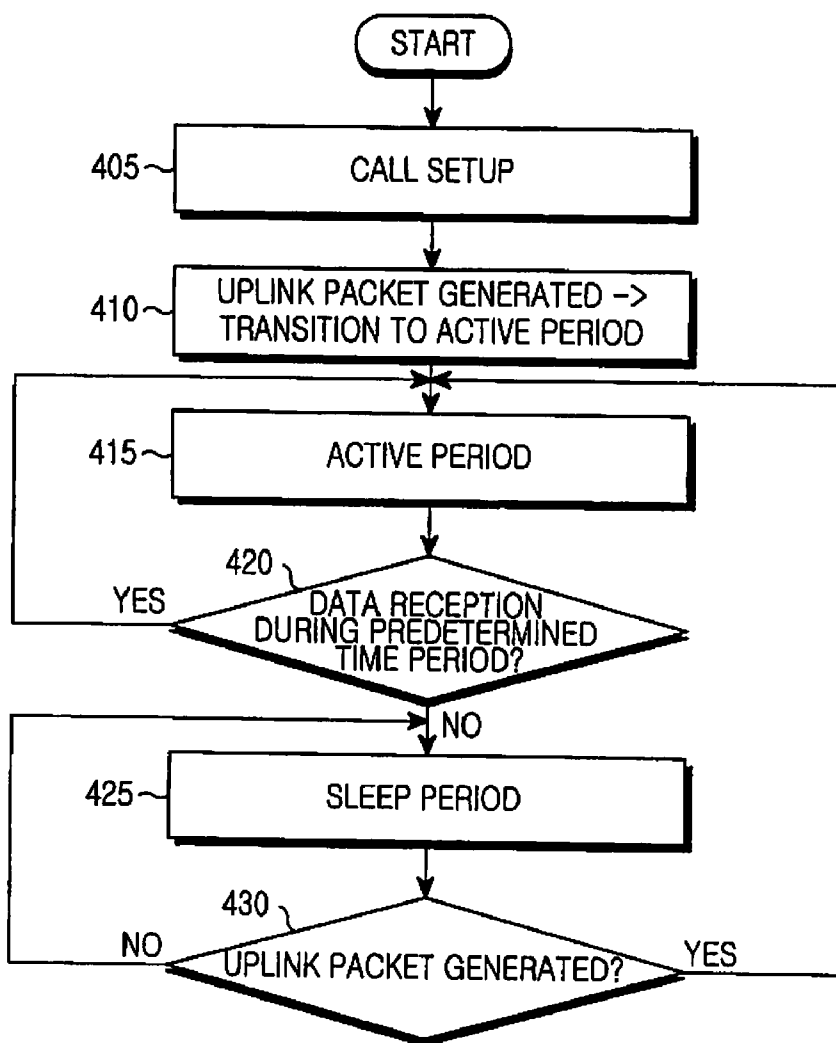 START
405
CALL SETUP
410
UPLINK PACKET GENERATED ->
TRANSITION TO ACTIVE PERIOD
415
ACTIVE PERIOD
420
YES
DATA RECEPTION
DURING PREDETERMINED
TIME PERIOD?
NO
425
SLEEP PERIOD
430
NO
UPLINK PACKET GENERATED?
YES